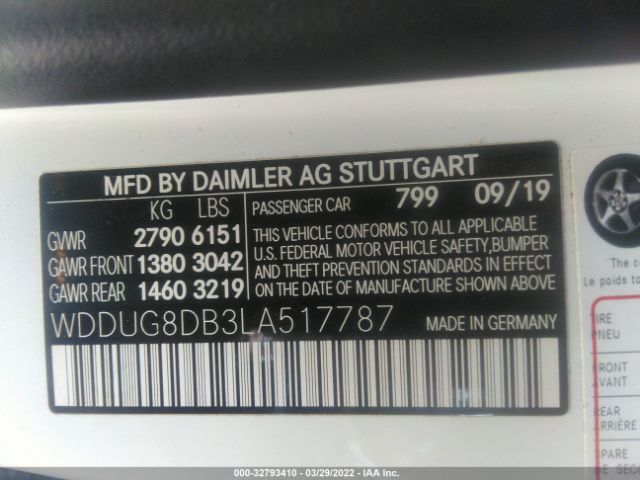 MFD BY DAIMLER AG STUTTGART
KG LBS
GVWR 2790 6151
GAWR FRONT 1380 3042
GAWR REAR 1460 3219
PASSENGER CAR 799 09/19
THIS VEHICLE CONFORMS TO ALL APPLICABLE
U.S. FEDERAL MOTOR VEHICLE SAFETY,BUMPER
AND THEFT PREVENTION STANDARDS IN EFFECT
ON THE DATE OF MANUFACTURE SHOWN ABOVE
WDDUG8DB3LA517787 MADE IN GERMANY
The c
Le poids to
TIRE
PNEU
FRONT
AVANT
REAR
ARRIÈRE
SPARE
DE SECO
000-32793410 - 03/29/2022 - IAA Inc.